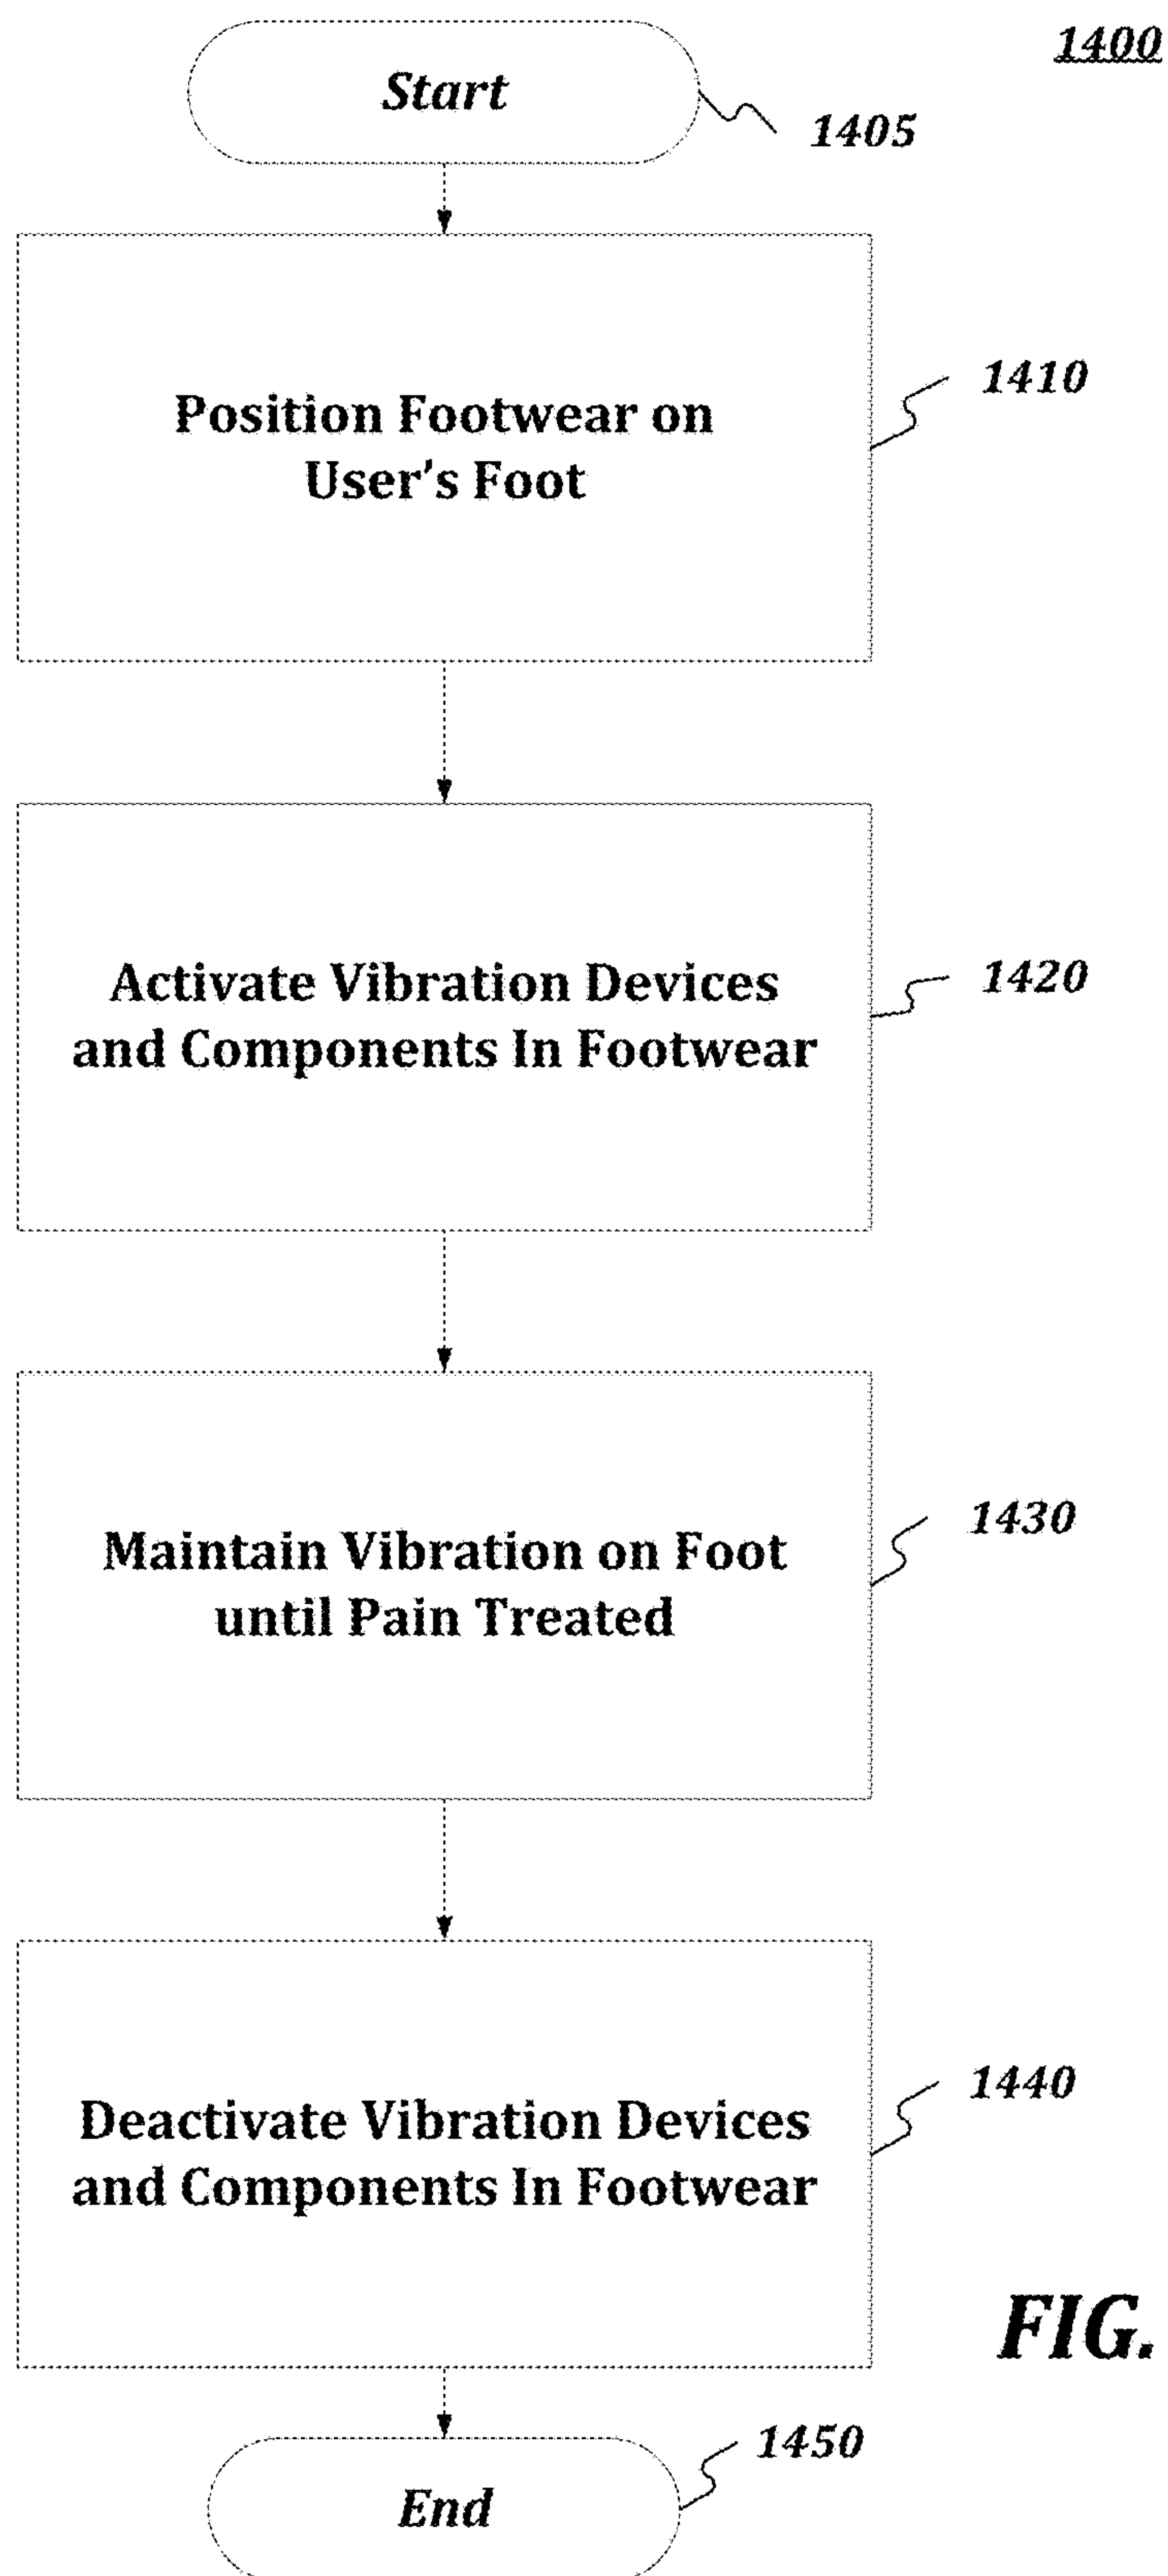 1400
Start
1405
Position Footwear on
User's Foot
1410
Activate Vibration Devices
and Components In Footwear
1420
Maintain Vibration on Foot
until Pain Treated
1430
Deactivate Vibration Devices
and Components In Footwear
1440
FIG.
End
1450